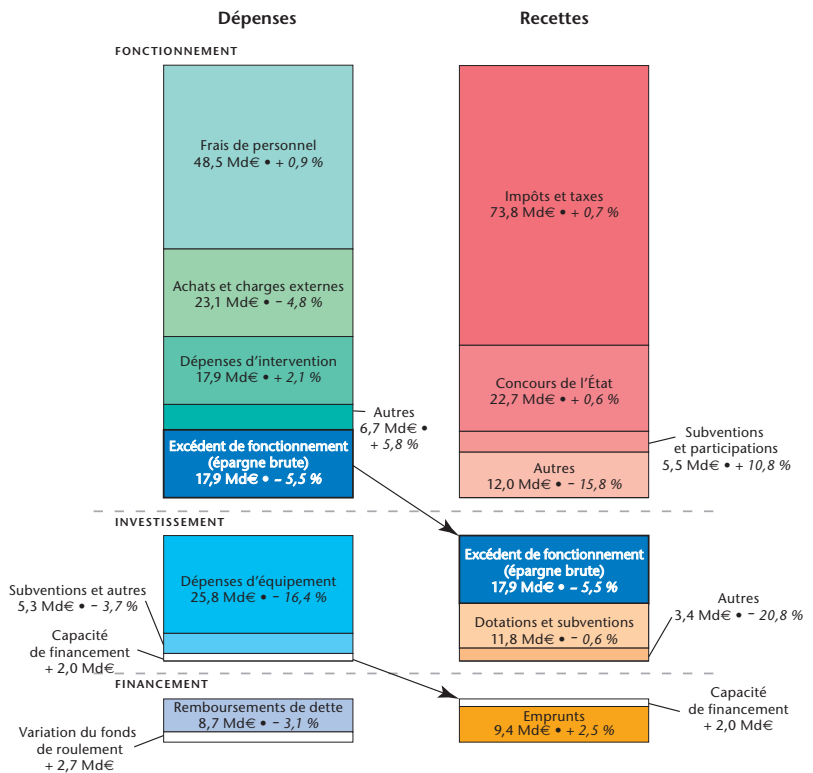 Dépenses
Recettes
FONCTIONNEMENT
Frais de personnel
48,5 Md€ • + 0,9 %
Achats et charges externes
23,1 Md€ • − 4,8 %
Dépenses d’intervention
17,9 Md€ • + 2,1 %
Autres
6,7 Md€ •
+ 5,8 %
Excédent de fonctionnement
(épargne brute)
17,9 Md€ • – 5,5 %
Impôts et taxes
73,8 Md€ • + 0,7 %
Concours de l’État
22,7 Md€ • + 0,6 %
Subventions
et participations
5,5 Md€ • + 10,8 %
Autres
12,0 Md€ • − 15,8 %
INVESTISSEMENT
Dépenses d’équipement
25,8 Md€ • − 16,4 %
Subventions et autres
5,3 Md€ • − 3,7 %
Capacité
de financement
+ 2,0 Md€
Excédent de fonctionnement
(épargne brute)
17,9 Md€ • – 5,5 %
Dotations et subventions
11,8 Md€ • − 0,6 %
Autres
3,4 Md€ • − 20,8 %
FINANCEMENT
Remboursements de dette
8,7 Md€ • − 3,1 %
Variation du fonds
de roulement
+ 2,7 Md€
Capacité
de financement
+ 2,0 Md€
Emprunts
9,4 Md€ • + 2,5 %